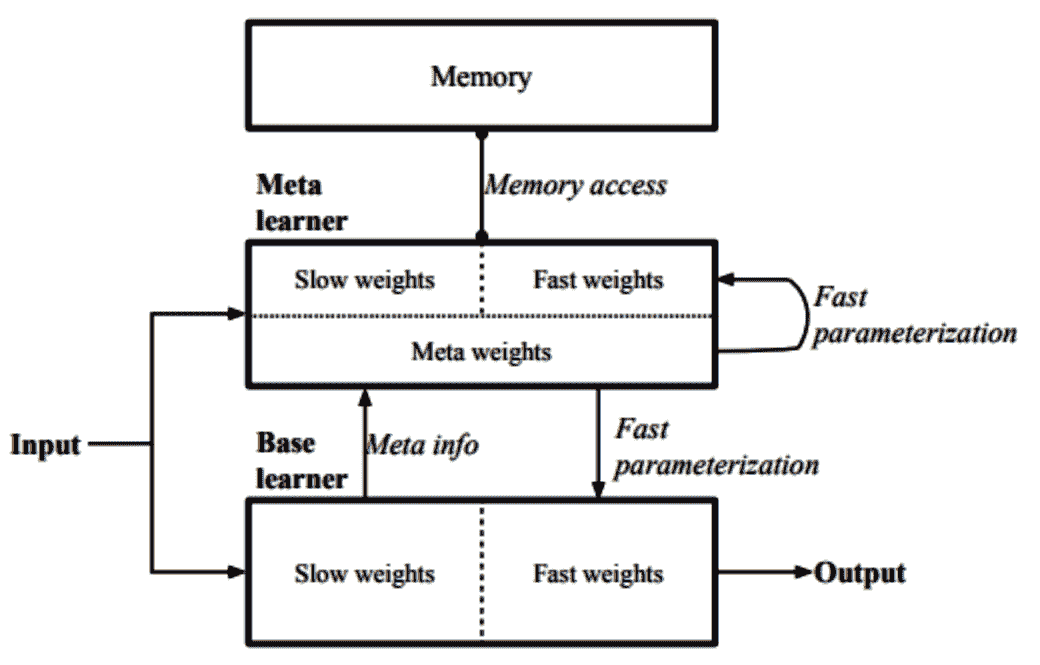 Memory
Memory access
Meta
learner
Slow weights
Fast weights
Meta weights
Fast
parameterization
Input
Base
learner
Meta info
Fast
parameterization
Slow weights
Fast weights
Output